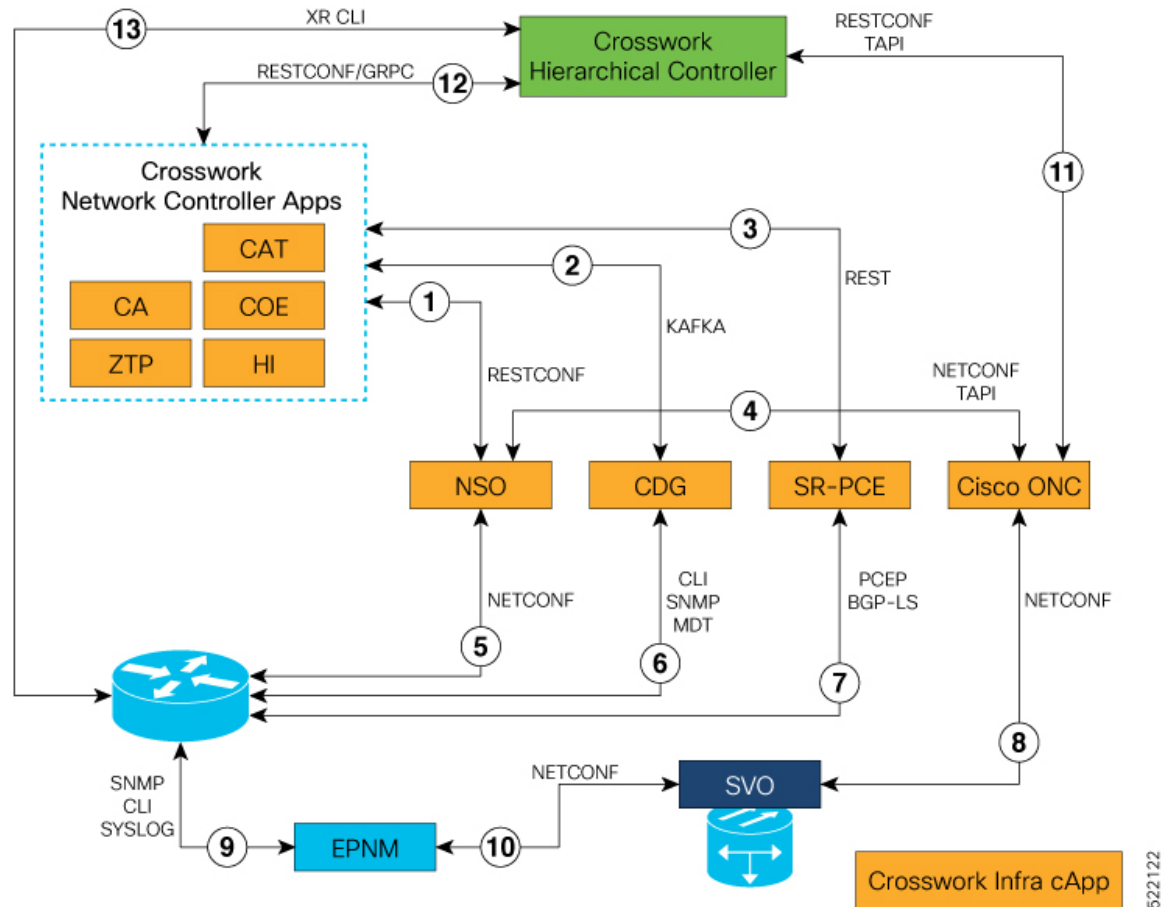 13
XR CLI
Crosswork
Hierarchical Controller
RESTCONF
TAPI
RESTCONF/GRPC
12
11
Crosswork
Network Controller Apps
CAT
CA
COE
ZTP
HI
3
2
1
REST
KAFKA
RESTCONF
NETCONF
TAPI
4
NSO
CDG
SR-PCE
Cisco ONC
NETCONF
CLI
SNMP
MDT
PCEP
BGP-LS
NETCONF
5
6
7
8
SNMP
CLI
SYSLOG
NETCONF
SVO
9
EPNM
10
Crosswork Infra cApp
522122